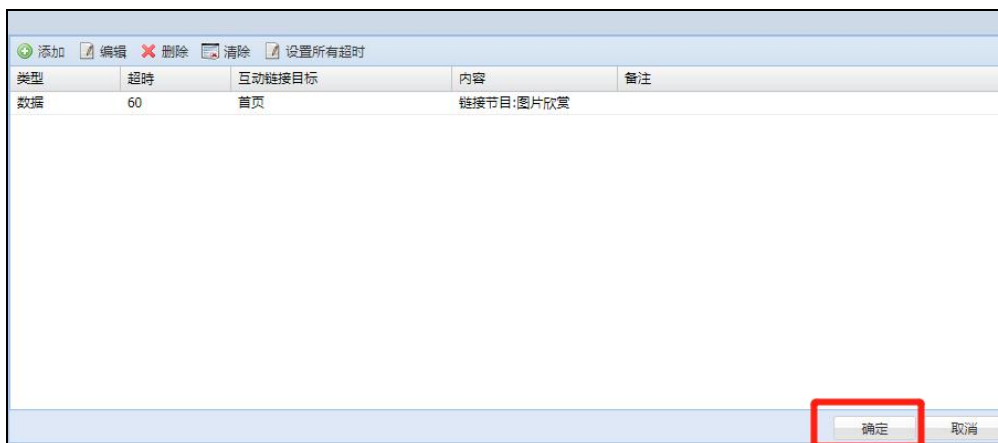 添加 编辑 删除 清除 设置所有超时
类型 超時 互动链接目标 内容 备注
数据 60 首页 链接节目:图片欣赏
确定 取消